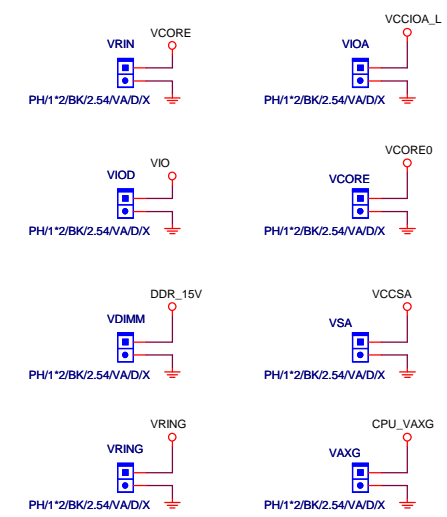 VCORE
VRIN
PH/1*2/BK/2.54/VA/D/X
VCCIOA_L
VIOA
PH/1*2/BK/2.54/VA/D/X
VIO
VIOD
PH/1*2/BK/2.54/VA/D/X
VCORE0
VCORE
PH/1*2/BK/2.54/VA/D/X
DDR_15V
VDIMM
PH/1*2/BK/2.54/VA/D/X
VCCSA
VSA
PH/1*2/BK/2.54/VA/D/X
VRING
VRING
PH/1*2/BK/2.54/VA/D/X
CPU_VAXG
VAXG
PH/1*2/BK/2.54/VA/D/X